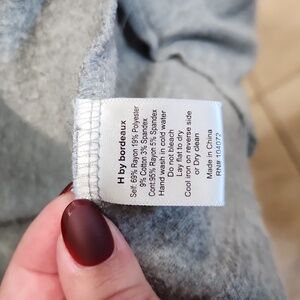 H by bordeaux
Self: 69% Rayon 19% Polyester
9% Cotton 3% Spandex
Cont:95% Rayon 5% Spandex
Hand wash in cold water
Do not bleach
Lay flat to dry
Cool iron on reverse side
or Dry clean
Made in China
RN# 104072